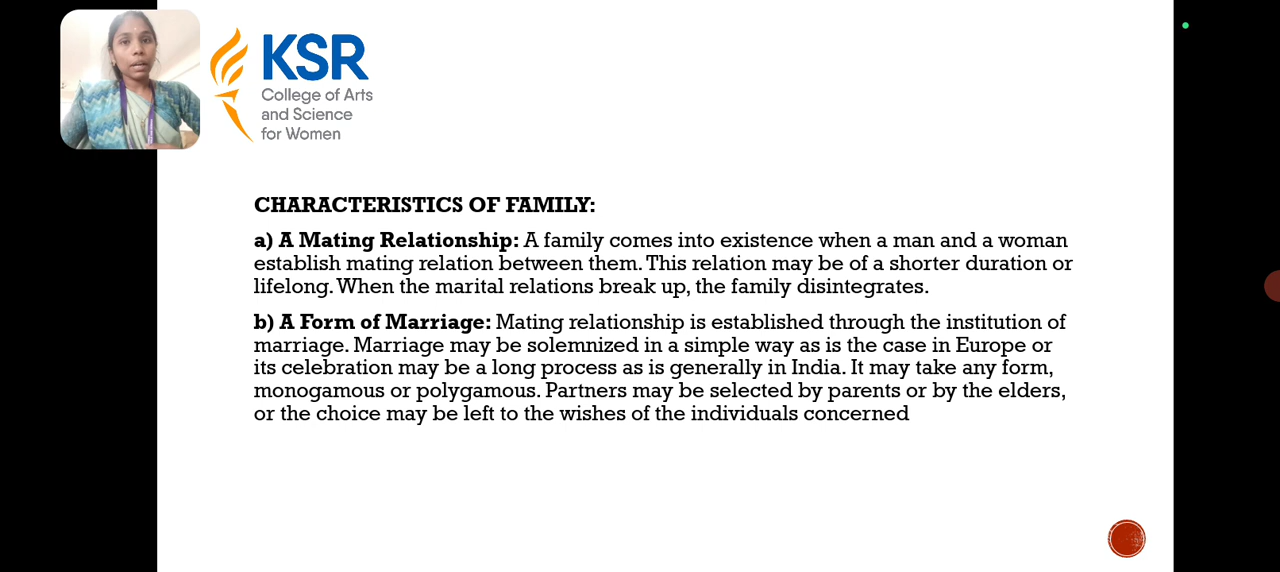 KSR
College of Arts
and Science
for Women
CHARACTERISTICS OF FAMILY:
a) A Mating Relationship: A family comes into existence when a man and a woman
establish mating relation between them. This relation may be of a shorter duration or
lifelong. When the marital relations break up, the family disintegrates.
b) A Form of Marriage: Mating relationship is established through the institution of
marriage. Marriage may be solemnized in a simple way as is the case in Europe or
its celebration may be a long process as is generally in India. It may take any form,
monogamous or polygamous. Partners may be selected by parents or by the elders,
or the choice may be left to the wishes of the individuals concerned